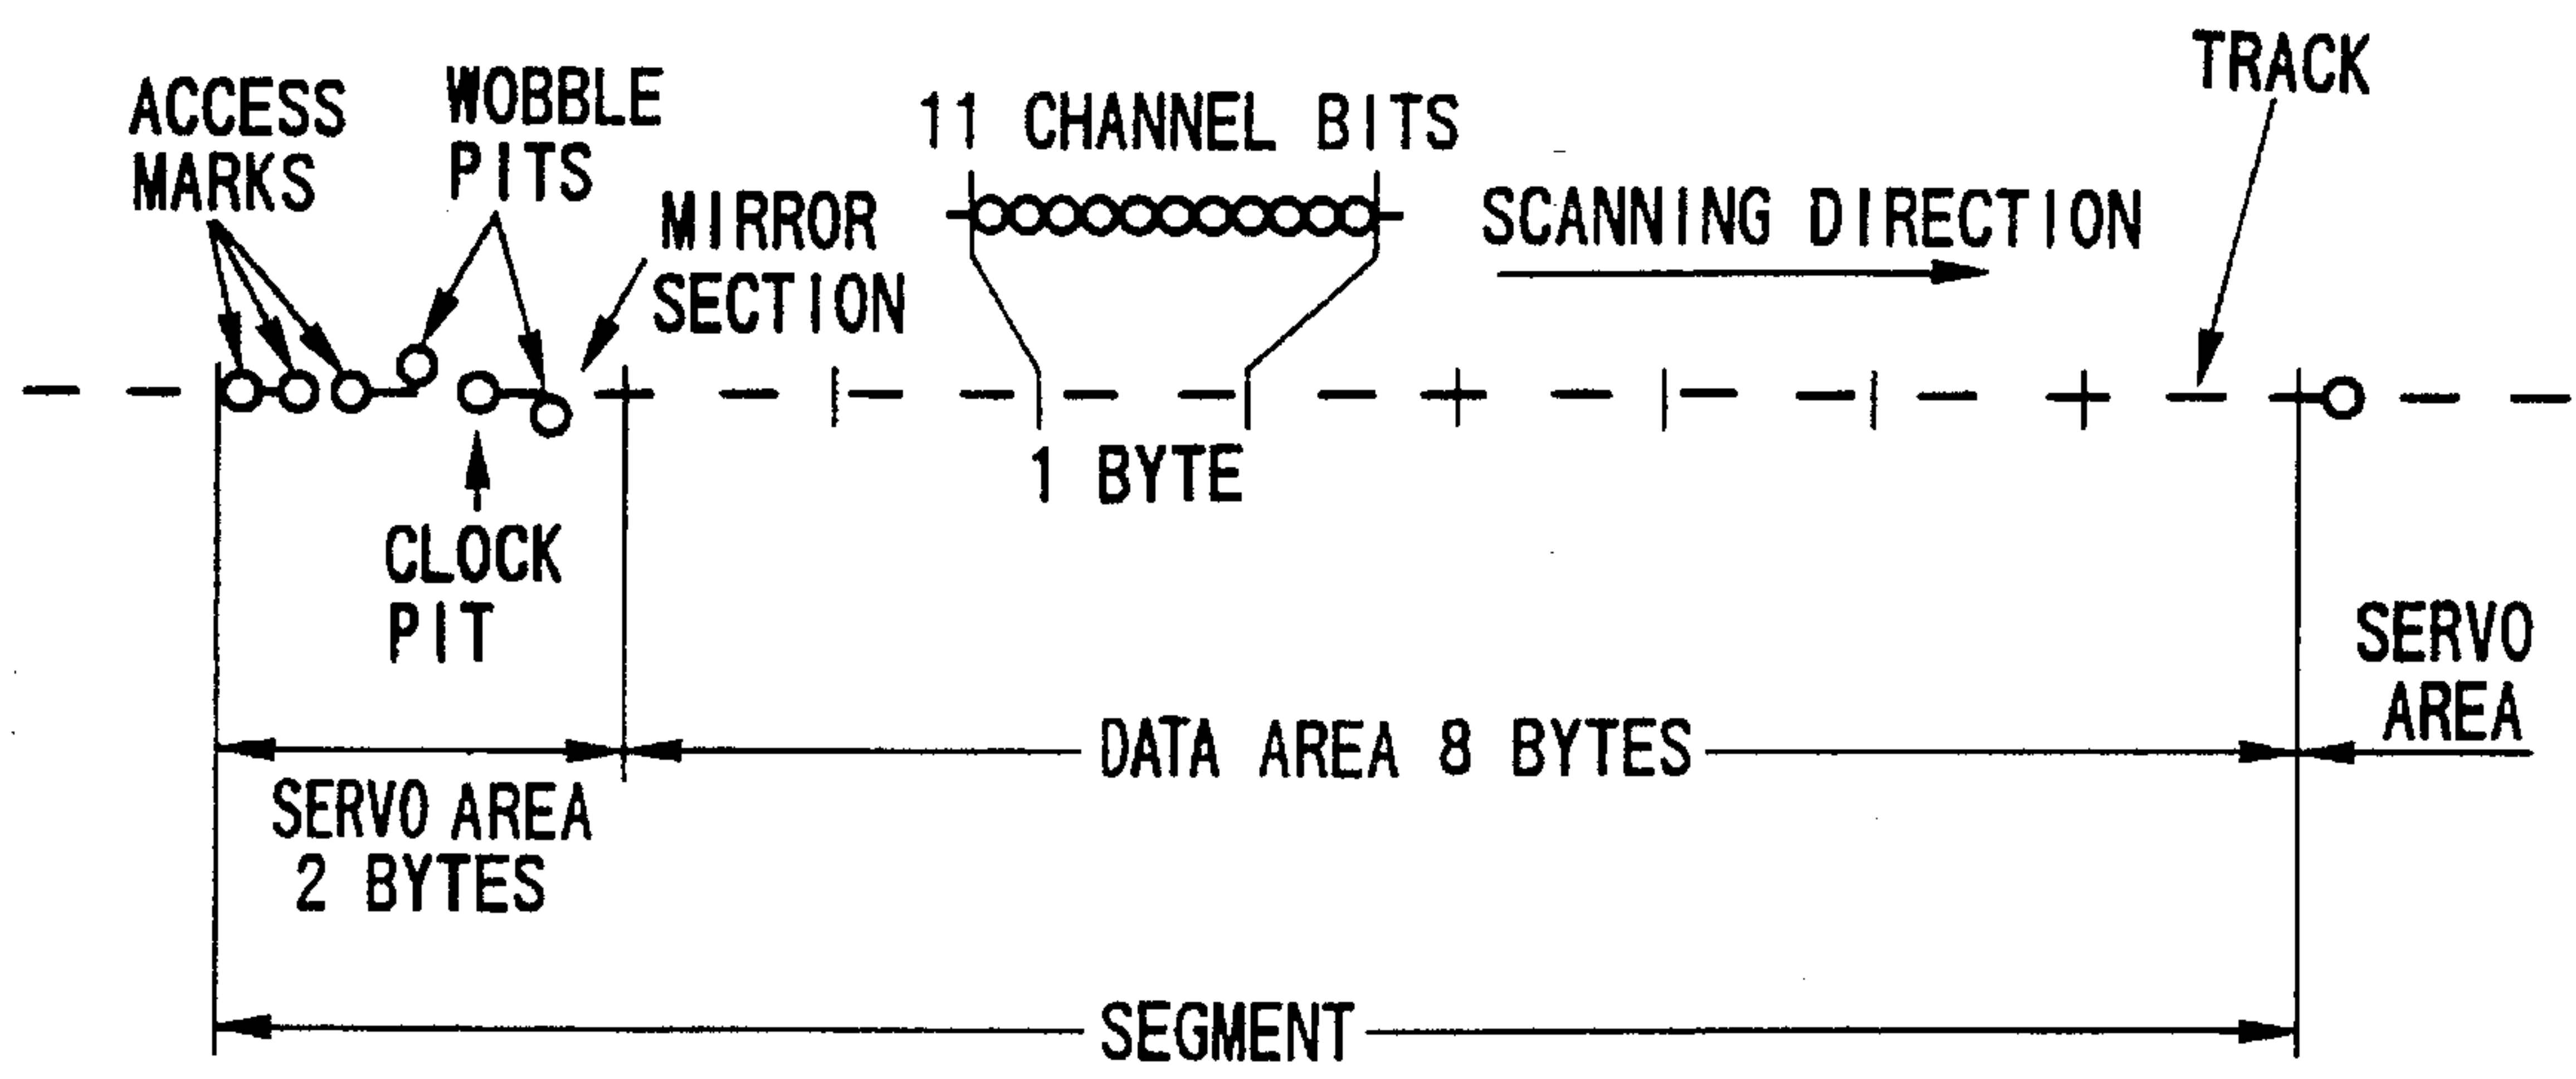 ACCESS
MARKS
WOBBLE
PITS
MIRROR
SECTION
11 CHANNEL BITS
SCANNING DIRECTION
TRACK
1 BYTE
CLOCK
PIT
SERVO AREA
2 BYTES
DATA AREA 8 BYTES
SERVO
AREA
SEGMENT